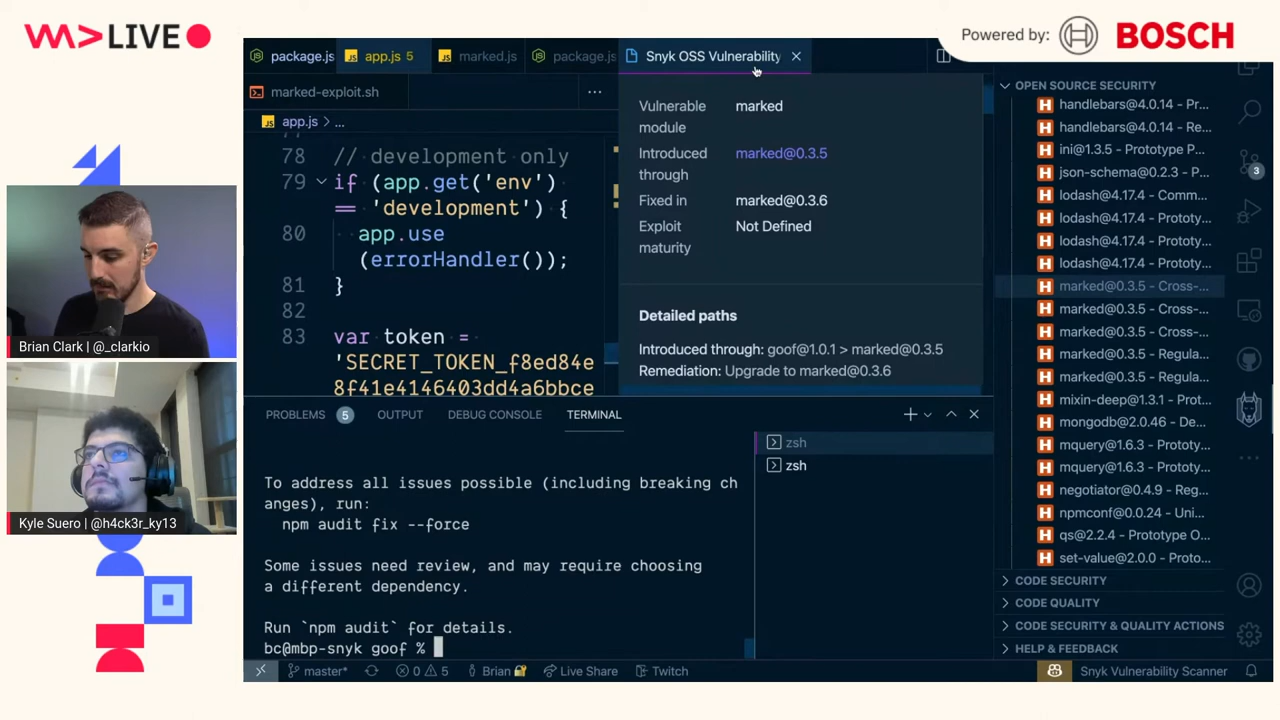 WA>LIVE
Powered by: BOSCH
package.js
app.js 5
marked.js
package.js
Snyk OSS Vulnerability
marked-exploit.sh
...
app.js > ...
78 // development only
79 if (app.get('env')
== 'development') {
80 app.use
(errorHandler());
81 }
82
83 var token =
'SECRET_TOKEN_f8ed84e
8f41e4146403dd4a6bbce
Vulnerable
module
marked
Introduced
through
marked@0.3.5
Fixed in
marked@0.3.6
Exploit
maturity
Not Defined
Detailed paths
Introduced through: goof@1.0.1 > marked@0.3.5
Remediation: Upgrade to marked@0.3.6
OPEN SOURCE SECURITY
H handlebars@4.0.14 - Pr...
H handlebars@4.0.14 - Re...
H ini@1.3.5 - Prototype P...
H json-schema@0.2.3 - P...
H lodash@4.17.4 - Comm...
H lodash@4.17.4 - Prototy...
H lodash@4.17.4 - Prototy...
H lodash@4.17.4 - Prototy...
H marked@0.3.5 - Cross-...
H marked@0.3.5 - Cross-...
H marked@0.3.5 - Cross-...
H marked@0.3.5 - Regula...
H marked@0.3.5 - Regula...
H mixin-deep@1.3.1 - Prot...
H mongodb@2.0.46 - De...
H mquery@1.6.3 - Prototy...
H mquery@1.6.3 - Prototy...
H negotiator@0.4.9 - Reg...
H npmconf@0.0.24 - Uni...
H qs@2.2.4 - Prototype O...
H set-value@2.0.0 - Proto...
CODE SECURITY
CODE QUALITY
CODE SECURITY & QUALITY ACTIONS
HELP & FEEDBACK
3
Brian Clark | @_clarkio
Kyle Suero | @h4ck3r_ky13
PROBLEMS 5 OUTPUT DEBUG CONSOLE TERMINAL
zsh
zsh
To address all issues possible (including breaking ch
anges), run:
npm audit fix --force
Some issues need review, and may require choosing
a different dependency.
Run `npm audit` for details.
bc@mbp-snyk goof %
master* 0 5 Brian Live Share Twitch Snyk Vulnerability Scanner